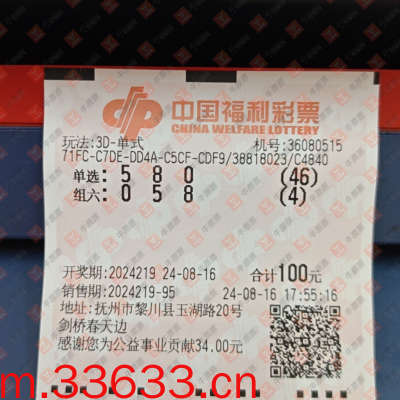 中国福利彩票
CHINA WELFARE LOTTERY
玩法:3D-单式 机号:36080515
71FC-C7DE-DD4A-C5CF-CDF9/38818023/C4840
单选: 5 8 0 (46)
组六: 0 5 8 (4)
开奖期:2024219 24-08-16 合计100元
销售期:2024219-95 24-08-16 17:55:16
地址:抚州市黎川县玉湖路20号
剑桥春天边
感谢您为公益事业贡献34.00元
m.33633.cn